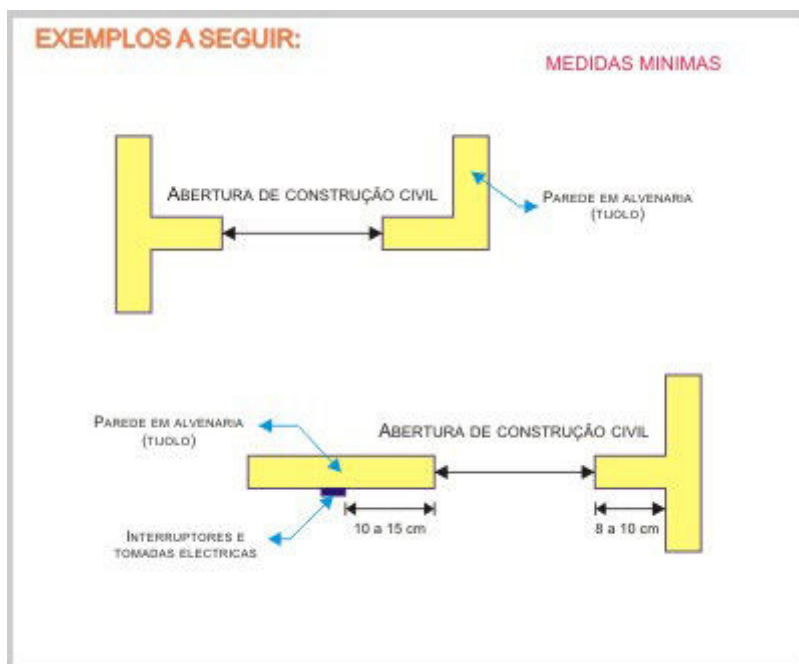 EXEMPLOS A SEGUIR:
MEDIDAS MINIMAS
ABERTURA DE CONSTRUÇÃO CIVIL
PAREDE EM ALVENARIA
(TIJOLO)
PAREDE EM ALVENARIA
(TIJOLO)
ABERTURA DE CONSTRUÇÃO CIVIL
INTERRUPTORES E
TOMADAS ELECTRICAS
10 a 15 cm
8 a 10 cm